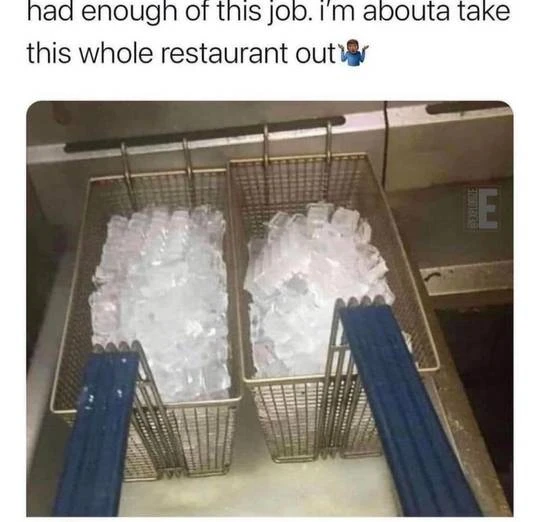 had enough of this job. i'm abouta take
this whole restaurant out🤷🏾‍♂️
E